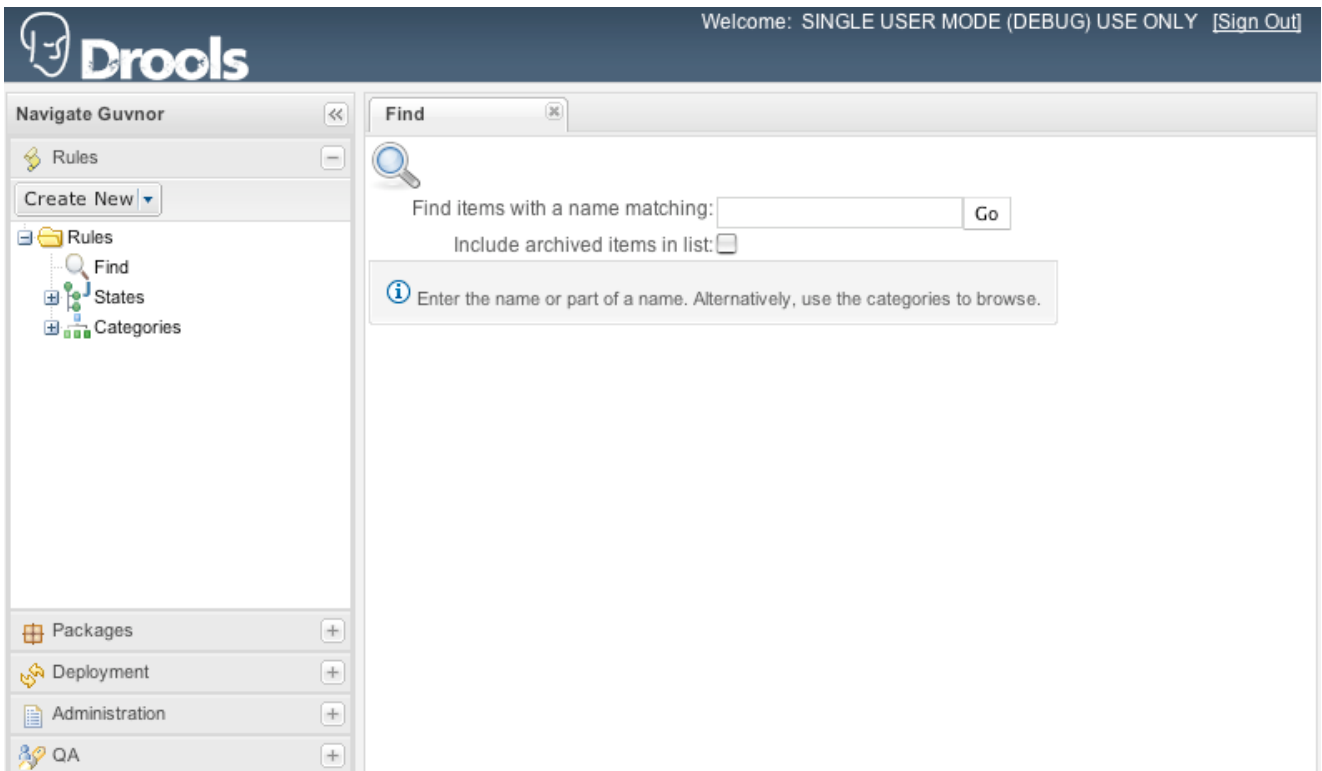 Drools
Welcome: SINGLE USER MODE (DEBUG) USE ONLY [Sign Out]
Navigate Guvnor
Rules
Create New
Rules
Find
States
Categories
Packages
Deployment
Administration
QA
Find
Find items with a name matching:
Go
Include archived items in list:
Enter the name or part of a name. Alternatively, use the categories to browse.